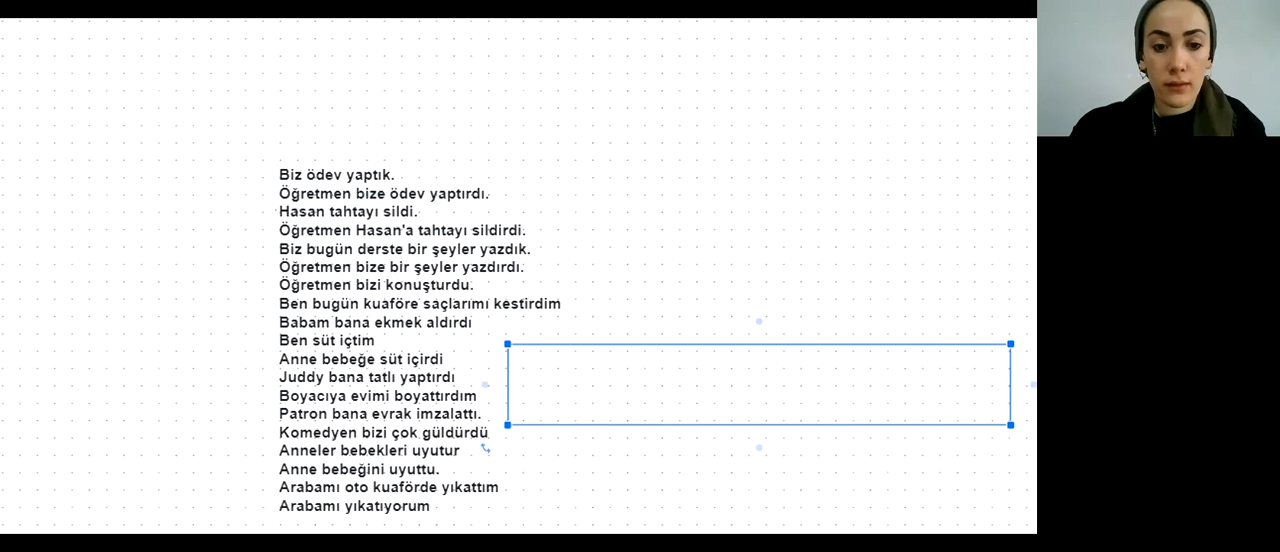 Biz ödev yaptık.
Öğretmen bize ödev yaptırdı.
Hasan tahtayı sildi.
Öğretmen Hasan'a tahtayı sildirdi.
Biz bugün derste bir şeyler yazdık.
Öğretmen bize bir şeyler yazdırdı.
Öğretmen bizi konuşturdu.
Ben bugün kuaföre saçlarımı kestirdim
Babam bana ekmek aldırdı
Ben süt içtim
Anne bebeğe süt içirdi
Juddy bana tatlı yaptırdı
Boyacıya evimi boyattırdım
Patron bana evrak imzalattı.
Komedyen bizi çok güldürdü
Anneler bebekleri uyutur
Anne bebeğini uyuttu.
Arabamı oto kuaförde yıkattım
Arabamı yıkatıyorum